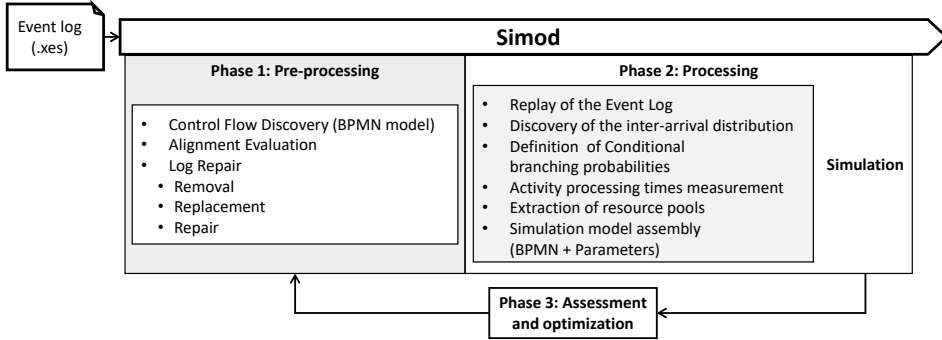 Event log
(.xes)
Simod
Phase 1: Pre-processing
• Control Flow Discovery (BPMN model)
• Alignment Evaluation
• Log Repair
• Removal
• Replacement
• Repair
Phase 2: Processing
• Replay of the Event Log
• Discovery of the inter-arrival distribution
• Definition of Conditional
branching probabilities
• Activity processing times measurement
• Extraction of resource pools
• Simulation model assembly
(BPMN + Parameters)
Simulation
Phase 3: Assessment
and optimization